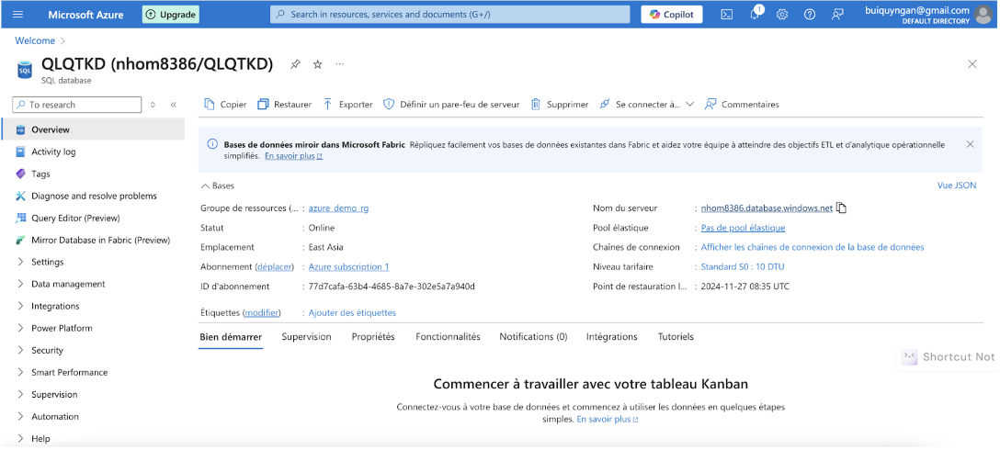 Microsoft Azure
Upgrade
Search in resources, services and documents (G+/)
Copilot
1
buiquyngan@gmail.com
DEFAULT DIRECTORY
Welcome
QLQTKD (nhom8386/QLQTKD)
SQL
SQL database
To research
Overview
Activity log
Tags
Diagnose and resolve problems
Query Editor (Preview)
Mirror Database in Fabric (Preview)
Settings
Data management
Integrations
Power Platform
Security
Smart Performance
Supervision
Automation
Help
Copier
Restaurer
Exporter
Définir un pare-feu de serveur
Supprimer
Se connecter à...
Commentaires
Bases de données miroir dans Microsoft Fabric Répliquez facilement vos bases de données existantes dans Fabric et aidez votre équipe à atteindre des objectifs ETL et d'analytique opérationnelle
simplifiés. En savoir plus
Bases
Vue JSON
Groupe de ressources (... : azure_demo_rg
Statut : Online
Emplacement : East Asia
Abonnement (déplacer) : Azure subscription 1
ID d'abonnement : 77d7cafa-63b4-4685-8a7e-302e5a7a940d
Étiquettes (modifier) : Ajouter des étiquettes
Nom du serveur : nhom8386.database.windows.net
Pool élastique : Pas de pool élastique
Chaînes de connexion : Afficher les chaînes de connexion de la base de données
Niveau tarifaire : Standard S0 : 10 DTU
Point de restauration l... : 2024-11-27 08:35 UTC
Bien démarrer
Supervision
Propriétés
Fonctionnalités
Notifications (0)
Intégrations
Tutoriels
Shortcut Not
Commencer à travailler avec votre tableau Kanban
Connectez-vous à votre base de données et commencez à utiliser les données en quelques étapes
simples. En savoir plus